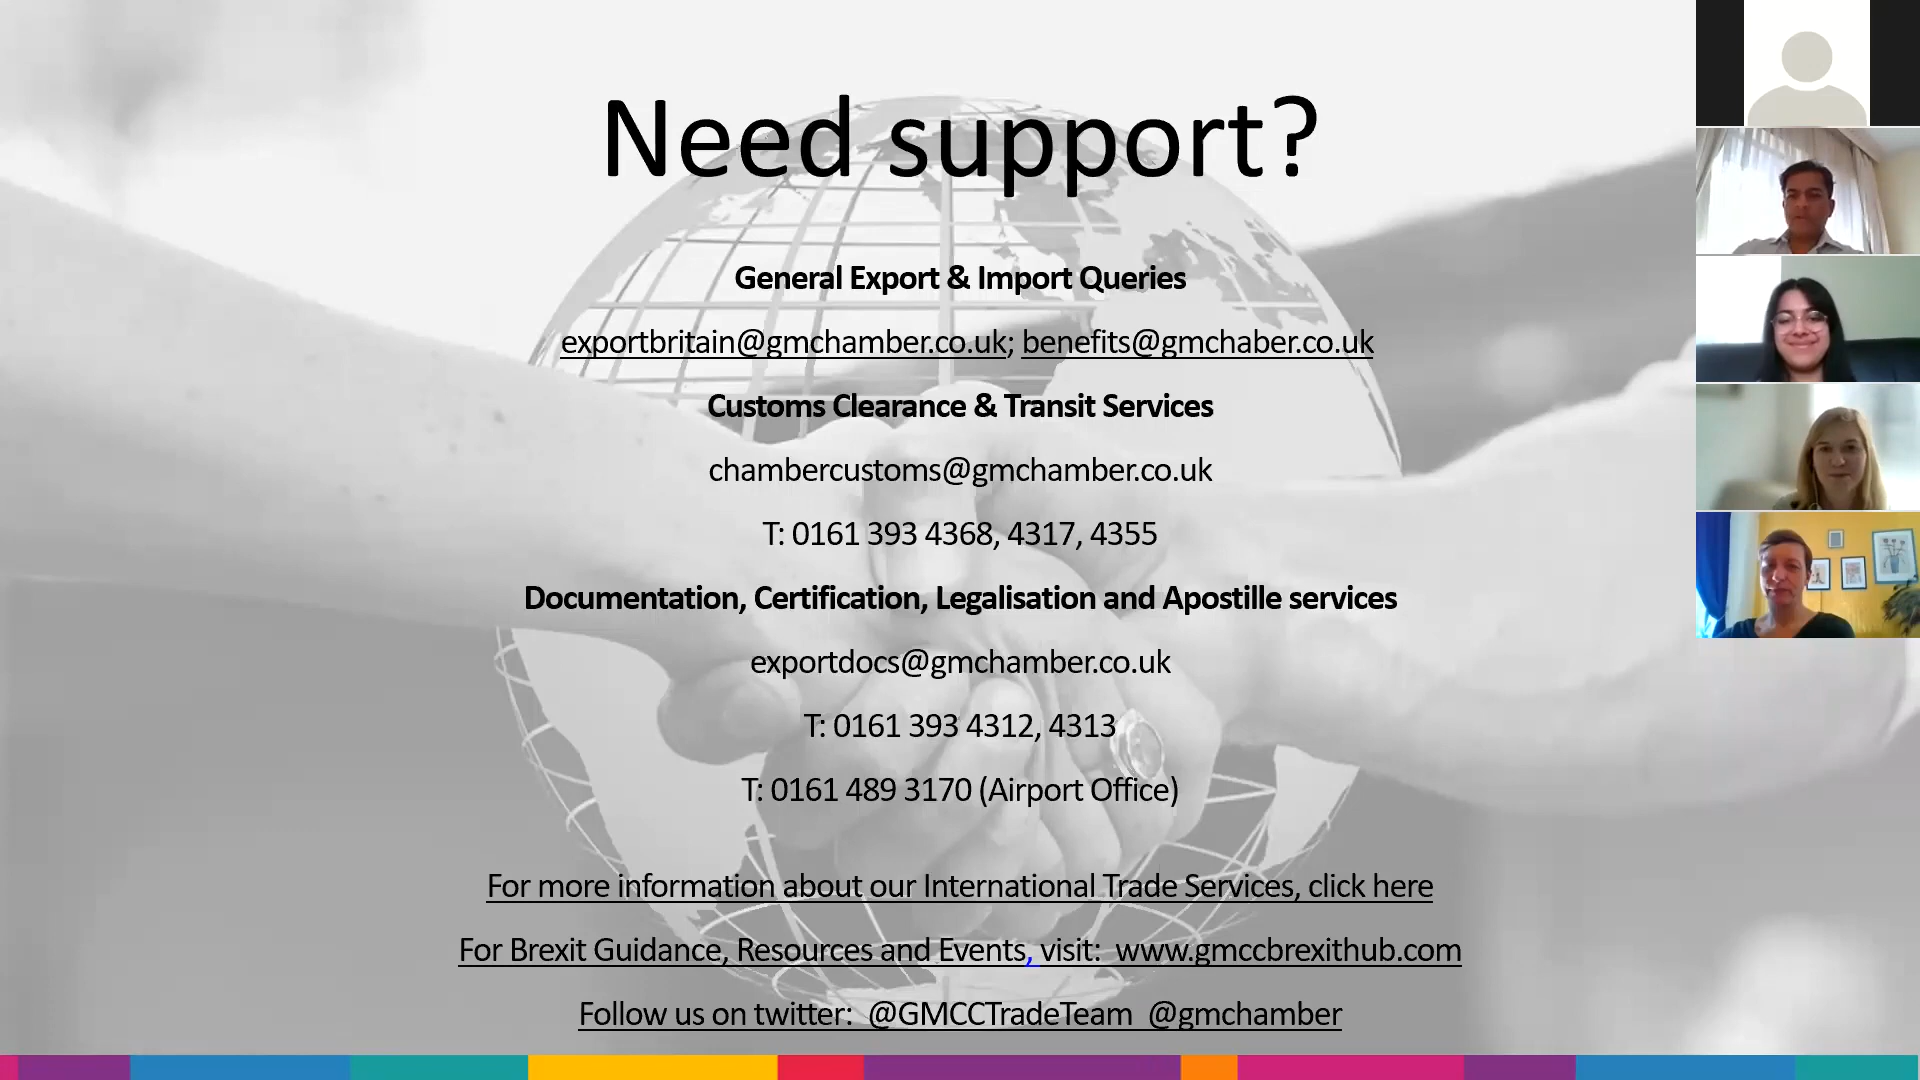 Need support?
General Export & Import Queries
exportbritain@gmchamber.co.uk; benefits@gmchaber.co.uk
Customs Clearance & Transit Services
chambercustoms@gmchamber.co.uk
T: 0161 393 4368, 4317, 4355
Documentation, Certification, Legalisation and Apostille services
exportdocs@gmchamber.co.uk
T: 0161 393 4312, 4313
T: 0161 489 3170 (Airport Office)
For more information about our International Trade Services, click here
For Brexit Guidance, Resources and Events, visit: www.gmccbrexithub.com
Follow us on twitter: @GMCCTradeTeam @gmchamber